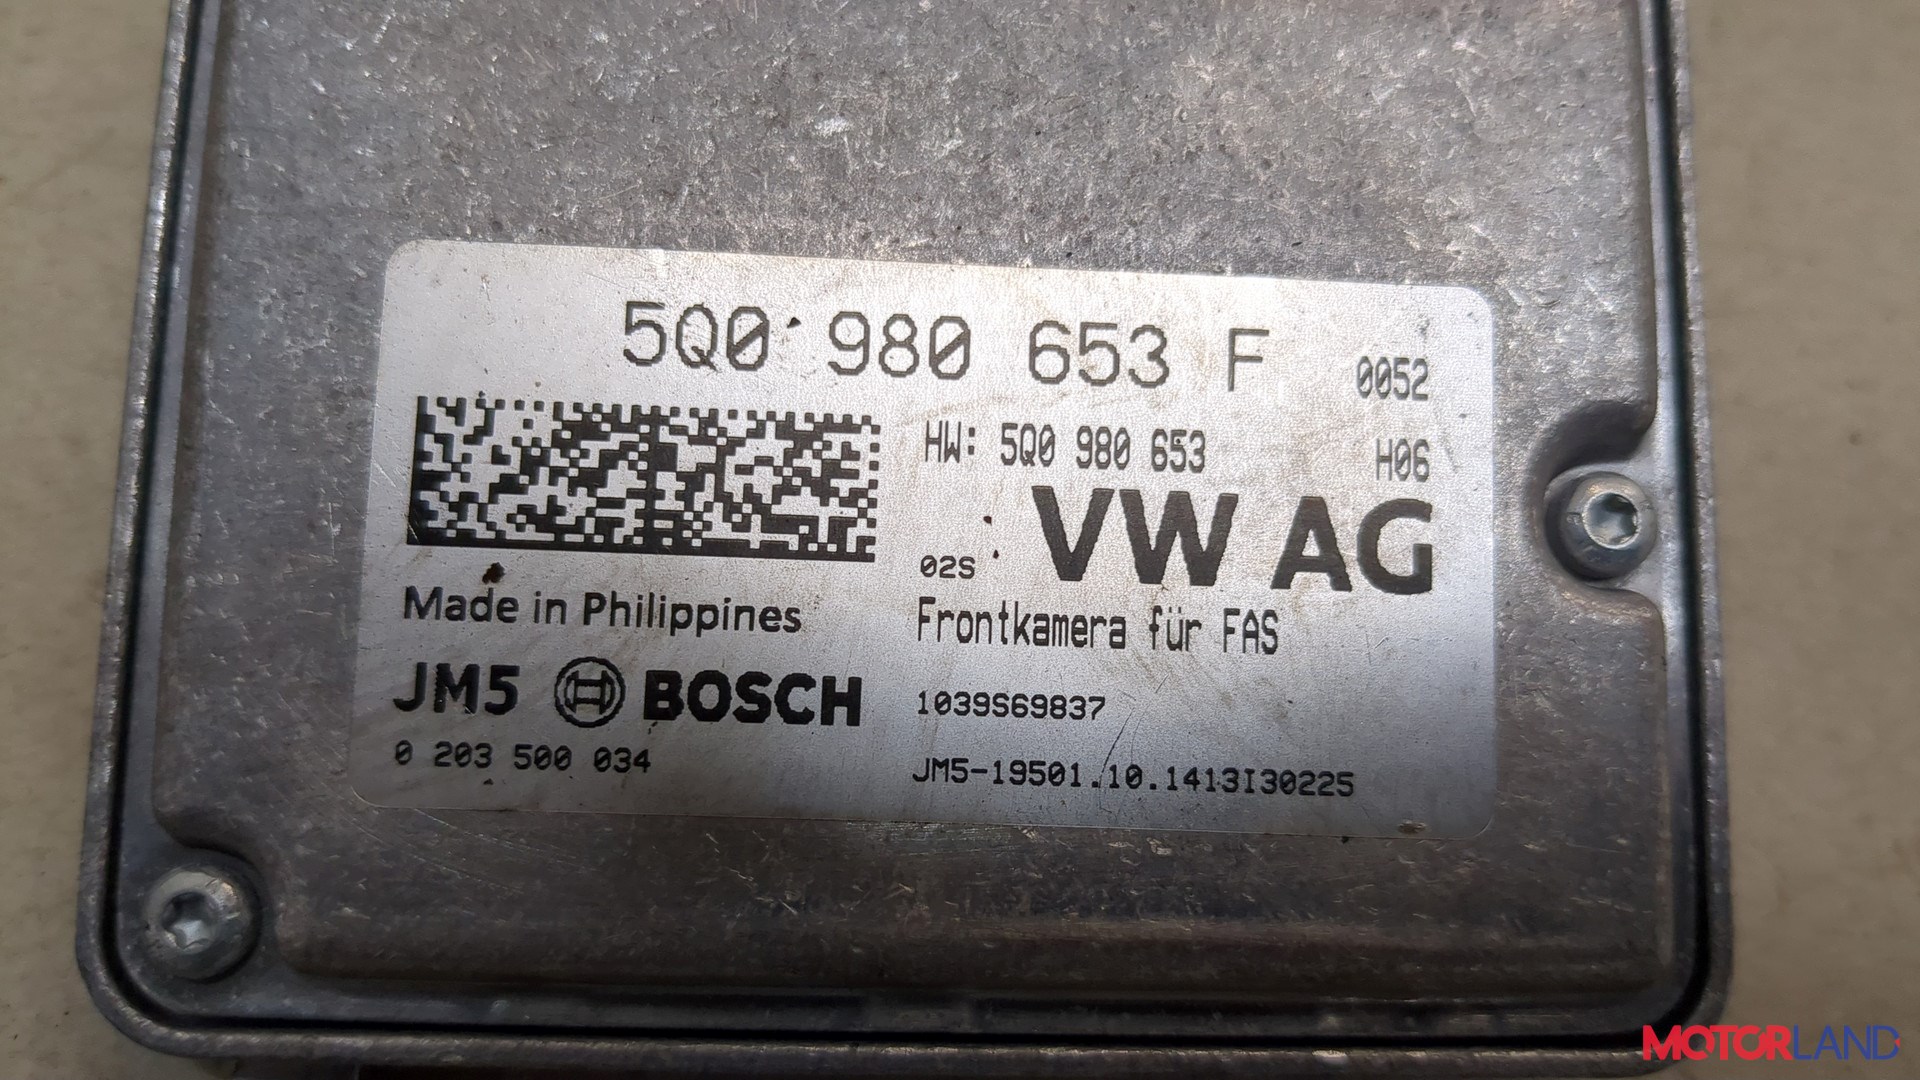 5Q0 980 653 F 0052
HW: 5Q0 980 653 H06
02S VW AG
Made in Philippines
Frontkamera für FAS
JM5 BOSCH
1039S69837
0 203 500 034
JM5-19501.10.1413I30225
MOTORLAND